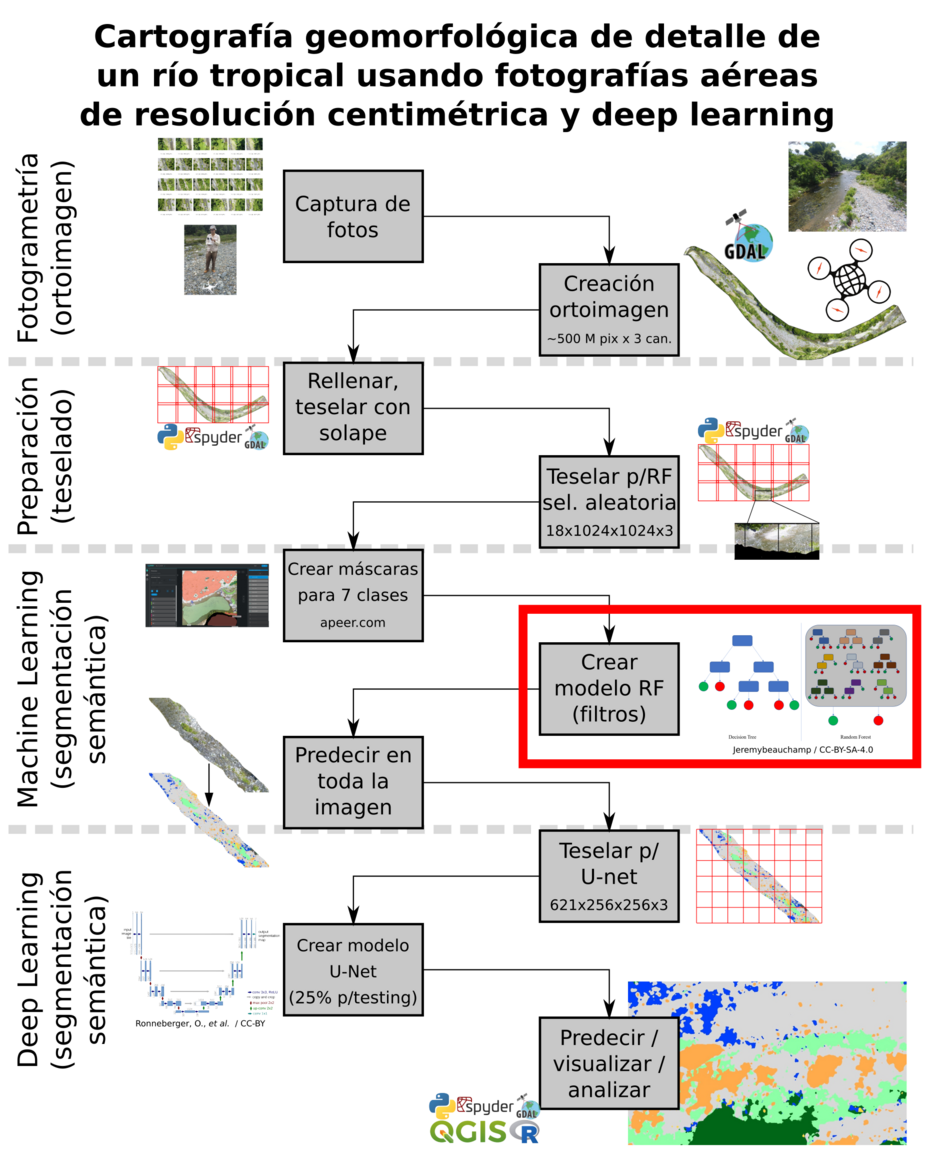 Cartografía geomorfológica de detalle de
un río tropical usando fotografías aéreas
de resolución centimétrica y deep learning
Fotogrametría
(ortoimagen)
Captura de
fotos
GDAL
Creación
ortoimagen
~500 M pix x 3 can.
Preparación
(teselado)
spyder
GDAL
Rellenar,
teselar con
solape
Teselar p/RF
sel. aleatoria
18x1024x1024x3
spyder
GDAL
Machine Learning
(segmentación
semántica)
Crear máscaras
para 7 clases
apeer.com
Crear
modelo RF
(filtros)
Decision Tree
Random Forest
Jeremybeauchamp / CC-BY-SA-4.0
Predecir en
toda la
imagen
Deep Learning
(segmentación
semántica)
Teselar p/
U-net
621x256x256x3
Crear modelo
U-Net
(25% p/testing)
Ronneberger, O., et al. / CC-BY
Predecir /
visualizar /
analizar
spyder
GDAL
QGIS R